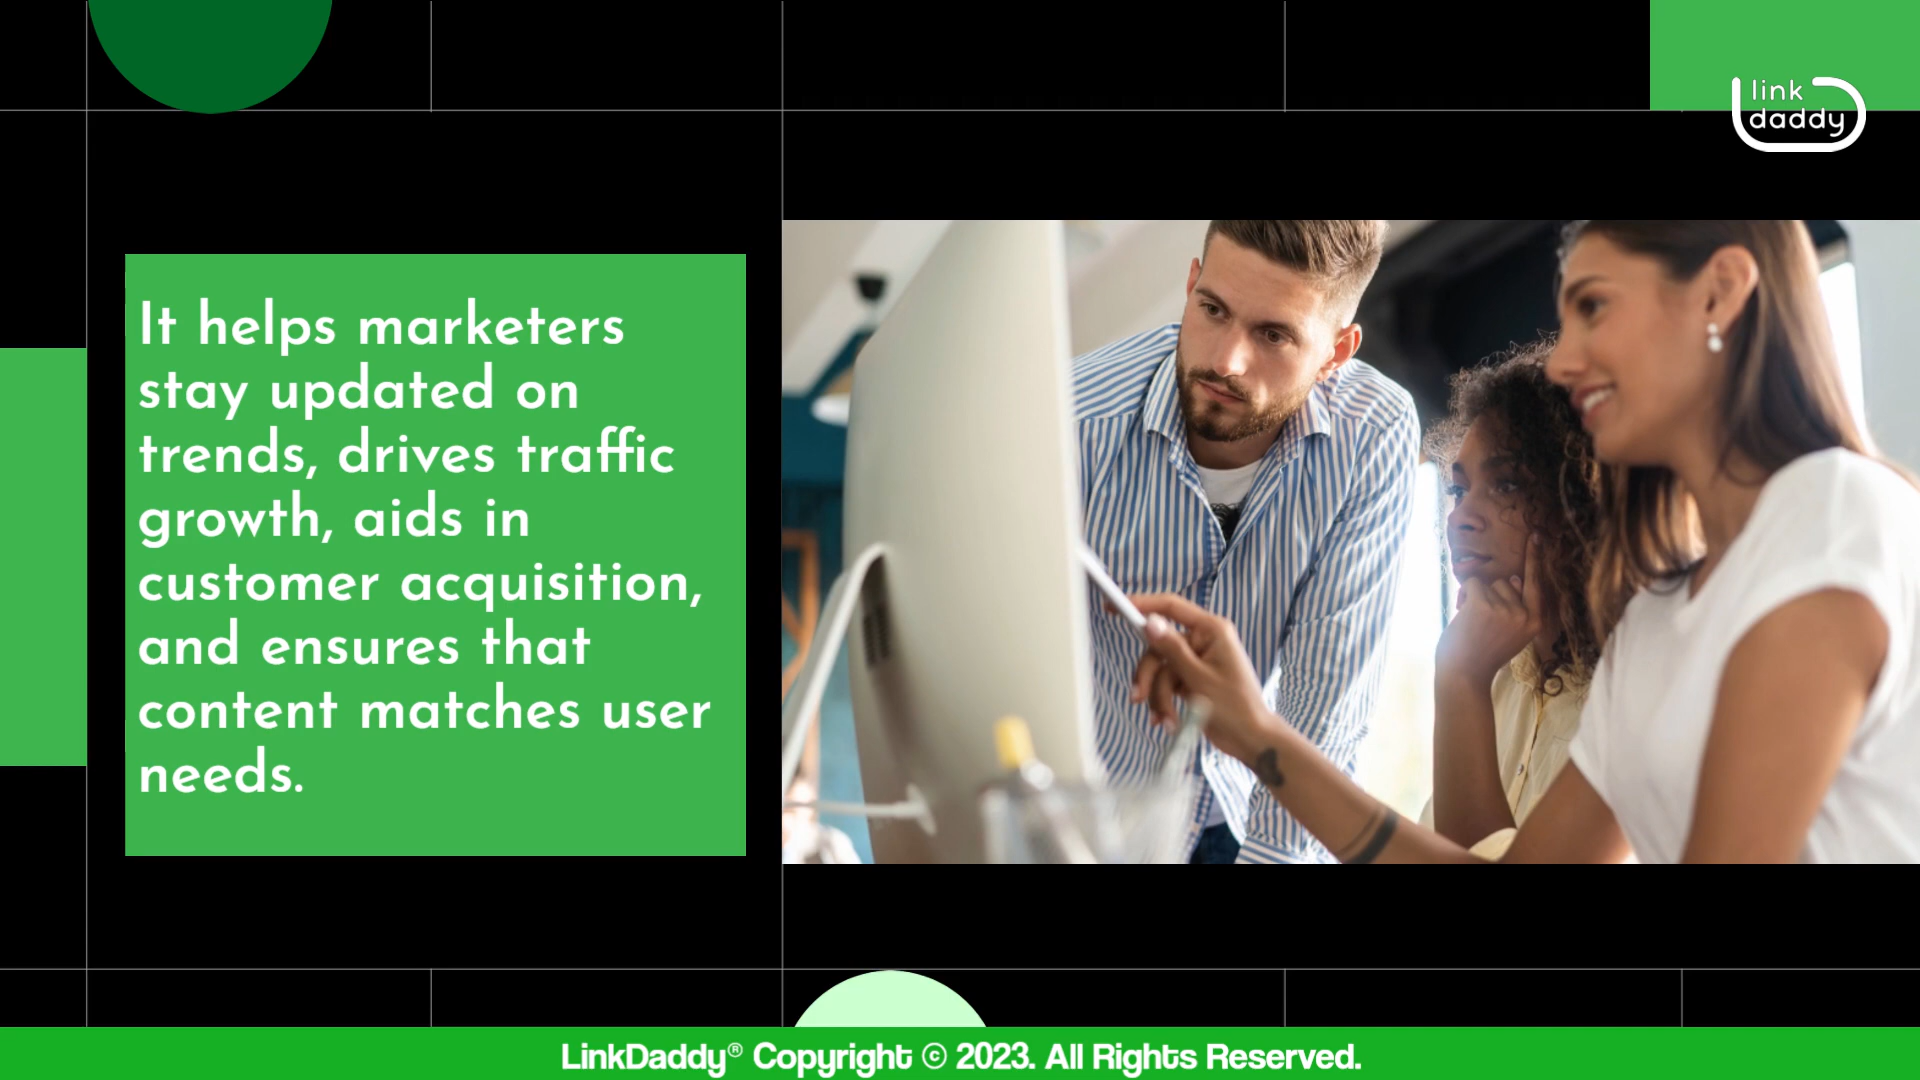 link
daddy
It helps marketers
stay updated on
trends, drives traffic
growth, aids in
customer acquisition,
and ensures that
content matches user
needs.
LinkDaddy® Copyright © 2023. All Rights Reserved.